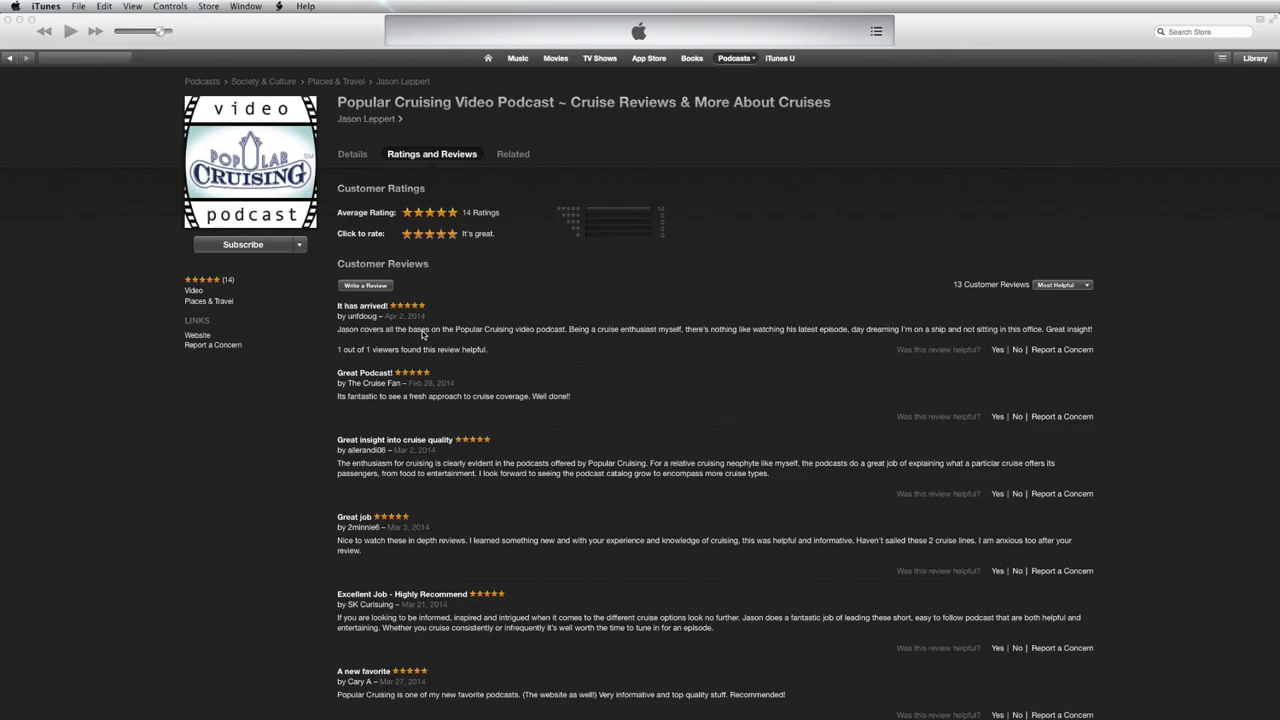 iTunes File Edit View Controls Store Window Help
Search Store
Music Movies TV Shows App Store Books Podcasts iTunes U Library
Podcasts > Society & Culture > Places & Travel > Jason Leppert
video
POPULAR
CRUISING SM
podcast
Popular Cruising Video Podcast ~ Cruise Reviews & More About Cruises
Jason Leppert >
Details Ratings and Reviews Related
Subscribe
★★★★★ (14)
Video
Places & Travel
LINKS
Website
Report a Concern
Customer Ratings
Average Rating: ★★★★★ 14 Ratings
★★★★★ 14
★★★★ 0
★★★ 0
★★ 0
★ 0
Click to rate: ★★★★★ It's great.
Customer Reviews
Write a Review 13 Customer Reviews Most Helpful
It has arrived! ★★★★★
by unfdoug – Apr 2, 2014
Jason covers all the bases on the Popular Cruising video podcast. Being a cruise enthusiast myself, there's nothing like watching his latest episode, day dreaming I'm on a ship and not sitting in this office. Great insight!
1 out of 1 viewers found this review helpful. Was this review helpful? Yes | No | Report a Concern
Great Podcast! ★★★★★
by The Cruise Fan – Feb 28, 2014
Its fantastic to see a fresh approach to cruise coverage. Well done!!
Was this review helpful? Yes | No | Report a Concern
Great insight into cruise quality ★★★★★
by allerandi06 – Mar 2, 2014
The enthusiasm for cruising is clearly evident in the podcasts offered by Popular Cruising. For a relative cruising neophyte like myself, the podcasts do a great job of explaining what a particlar cruise offers its
passengers, from food to entertainment. I look forward to seeing the podcast catalog grow to encompass more cruise types.
Was this review helpful? Yes | No | Report a Concern
Great job ★★★★★
by 2minnie6 – Mar 3, 2014
Nice to watch these in depth reviews. I learned something new and with your experience and knowledge of cruising, this was helpful and informative. Haven't sailed these 2 cruise lines. I am anxious too after your
review.
Was this review helpful? Yes | No | Report a Concern
Excellent Job - Highly Recommend ★★★★★
by SK Curisuing – Mar 21, 2014
If you are looking to be informed, inspired and intrigued when it comes to the different cruise options look no further. Jason does a fantastic job of leading these short, easy to follow podcast that are both helpful and
entertaining. Whether you cruise consistently or infrequently it's well worth the time to tune in for an episode.
Was this review helpful? Yes | No | Report a Concern
A new favorite ★★★★★
by Cary A – Mar 27, 2014
Popular Cruising is one of my new favorite podcasts. (The website as well!) Very informative and top quality stuff. Recommended!
Was this review helpful? Yes | No | Report a Concern